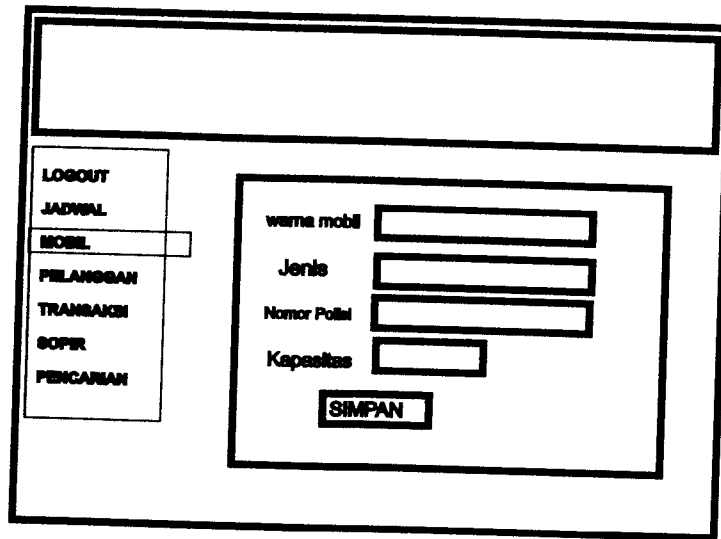 LOGOUT
JADWAL
MOBIL
PELANGGAN
TRANSAKSI
SOPIR
PENCARIAN
warna mobil
Jenis
Nomor Polisi
Kapasitas
SIMPAN